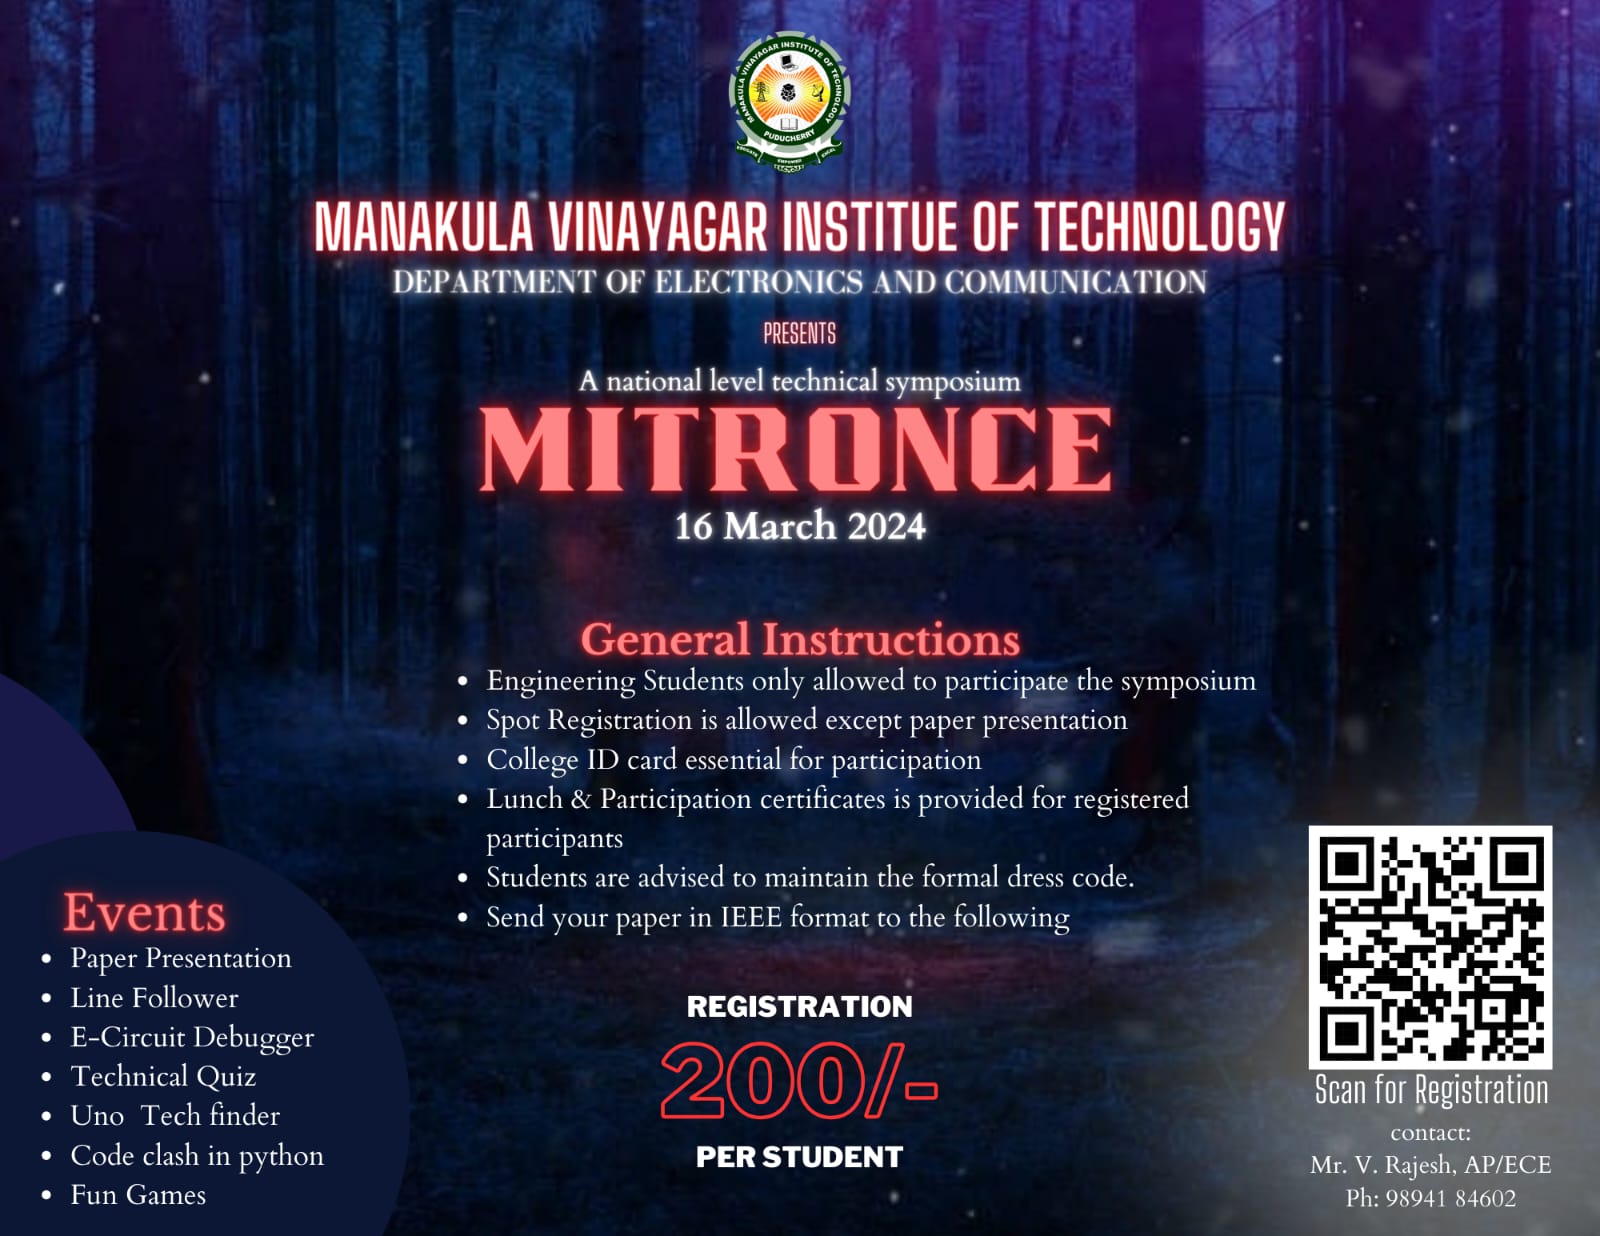 MANAKULA VINAYAGAR INSTITUTE OF TECHNOLOGY
PUDUCHERRY
EDUCATE EMPOWER EXCEL
MANAKULA VINAYAGAR INSTITUE OF TECHNOLOGY
DEPARTMENT OF ELECTRONICS AND COMMUNICATION
PRESENTS
A national level technical symposium
MITRONCE
16 March 2024
General Instructions
• Engineering Students only allowed to participate the symposium
• Spot Registration is allowed except paper presentation
• College ID card essential for participation
• Lunch & Participation certificates is provided for registered
participants
• Students are advised to maintain the formal dress code.
• Send your paper in IEEE format to the following
Events
• Paper Presentation
• Line Follower
• E-Circuit Debugger
• Technical Quiz
• Uno Tech finder
• Code clash in python
• Fun Games
REGISTRATION
200/-
PER STUDENT
Scan for Registration
contact:
Mr. V. Rajesh, AP/ECE
Ph: 98941 84602